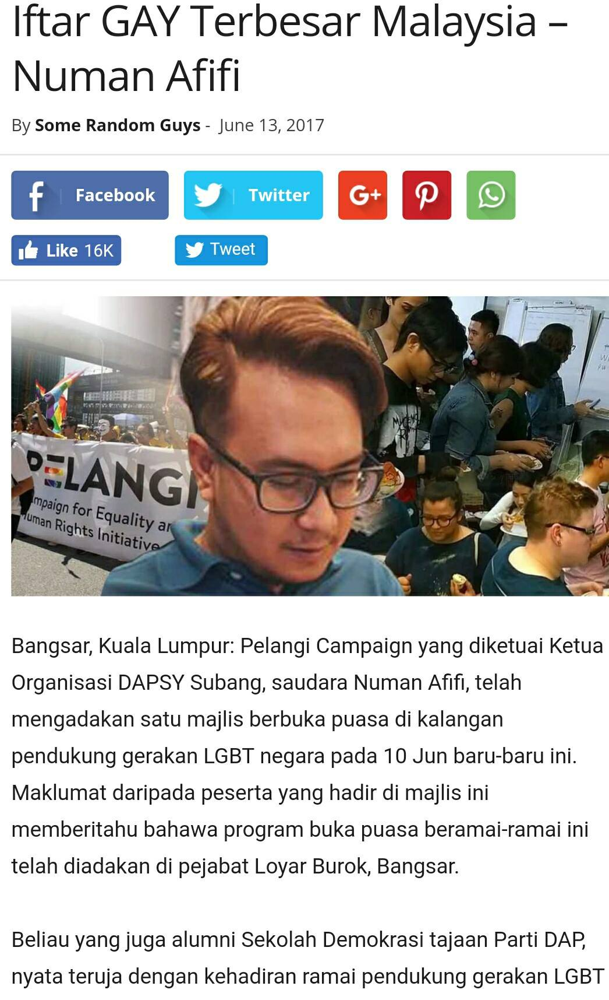 Iftar GAY Terbesar Malaysia –
Numan Afifi
By Some Random Guys - June 13, 2017
Facebook
Twitter
G+
Like 16K
Tweet
PELANGI
mpaign for Equality an
Human Rights Initiative
Bangsar, Kuala Lumpur: Pelangi Campaign yang diketuai Ketua
Organisasi DAPSY Subang, saudara Numan Afifi, telah
mengadakan satu majlis berbuka puasa di kalangan
pendukung gerakan LGBT negara pada 10 Jun baru-baru ini.
Maklumat daripada peserta yang hadir di majlis ini
memberitahu bahawa program buka puasa beramai-ramai ini
telah diadakan di pejabat Loyar Burok, Bangsar.
Beliau yang juga alumni Sekolah Demokrasi tajaan Parti DAP,
nyata teruja dengan kehadiran ramai pendukung gerakan LGBT